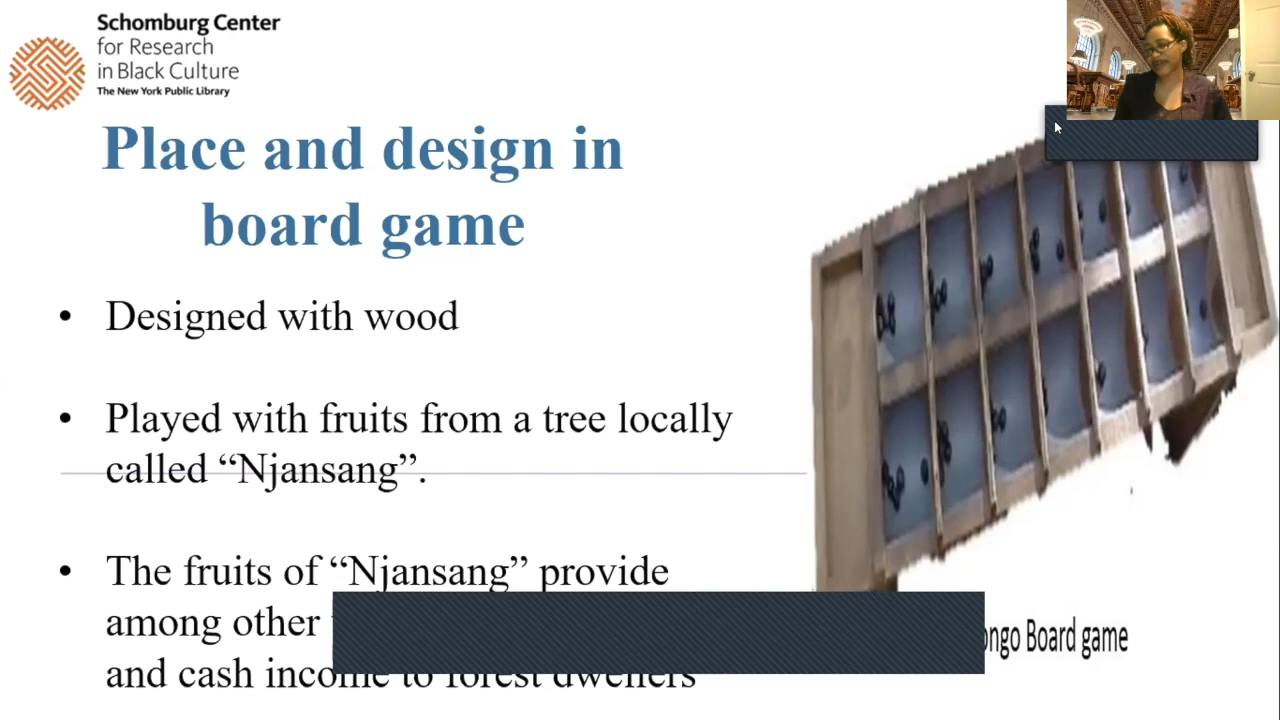 Schomburg Center
for Research
in Black Culture
The New York Public Library
Place and design in
board game
• Designed with wood
• Played with fruits from a tree locally
called “Njansang”.
• The fruits of “Njansang” provide
among other
and cash income to forest dwellers
Board game